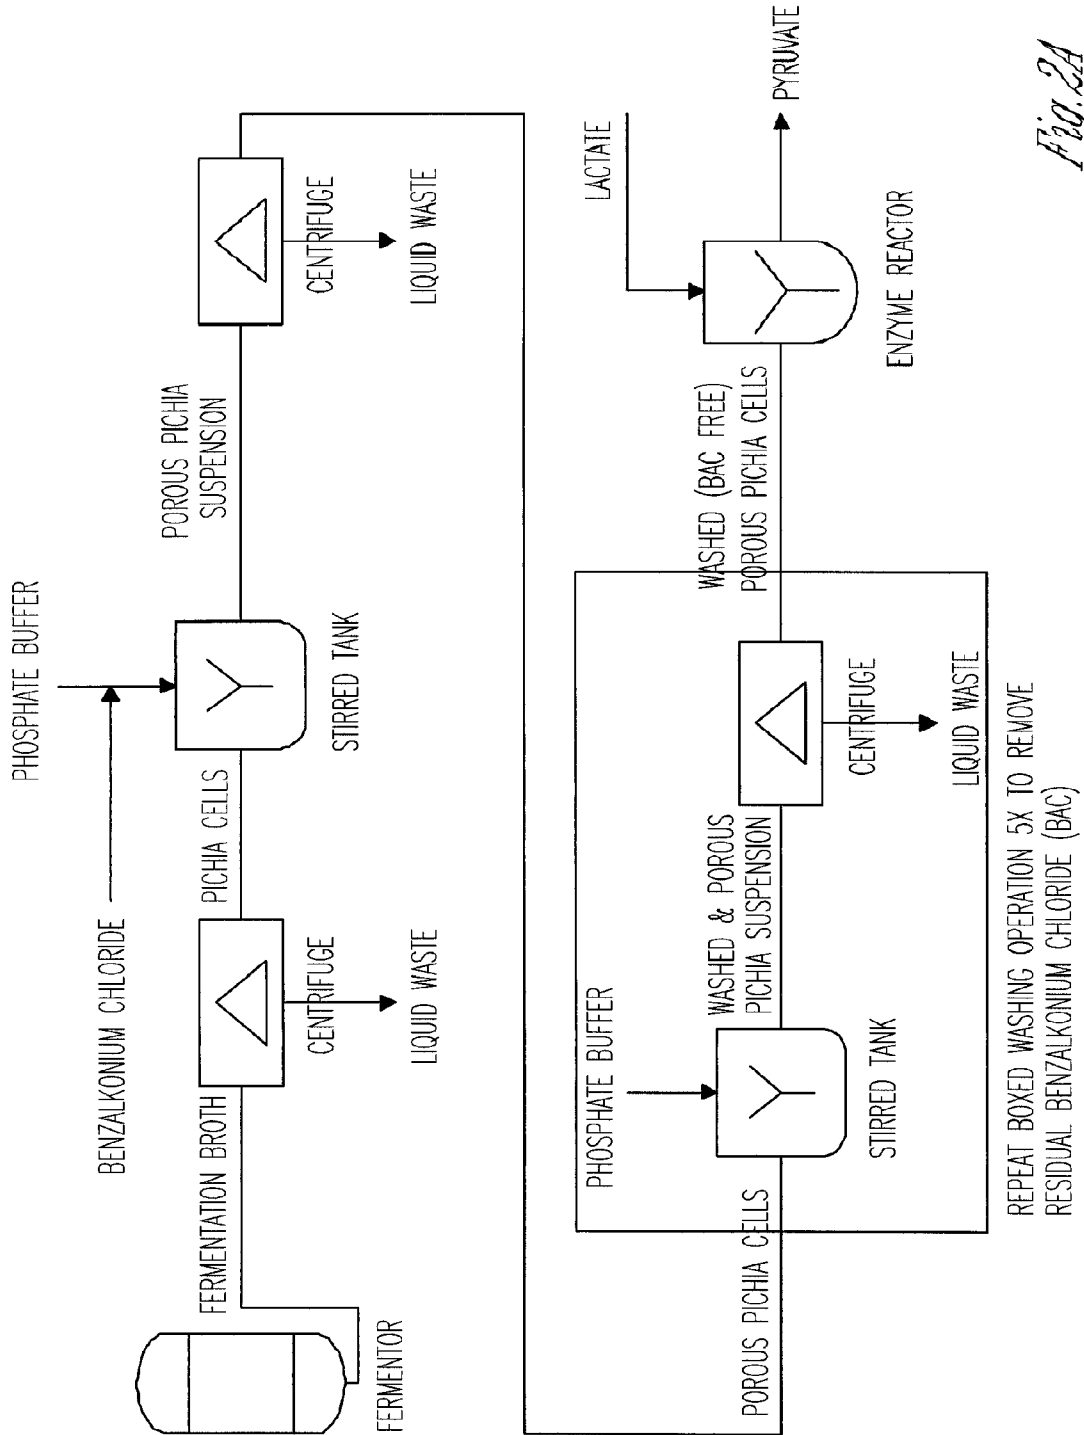 PHOSPHATE BUFFER
BENZALKONIUM CHLORIDE
FERMENTOR
FERMENTATION BROTH
CENTRIFUGE
LIQUID WASTE
PICHIA CELLS
STIRRED TANK
POROUS PICHIA
SUSPENSION
CENTRIFUGE
LIQUID WASTE
POROUS PICHIA CELLS
PHOSPHATE BUFFER
STIRRED TANK
WASHED & POROUS
PICHIA SUSPENSION
CENTRIFUGE
LIQUID WASTE
WASHED (BAC FREE)
POROUS PICHIA CELLS
LACTATE
ENZYME REACTOR
PYRUVATE
REPEAT BOXED WASHING OPERATION 5X TO REMOVE
RESIDUAL BENZALKONIUM CHLORIDE (BAC)
Fig. 2A